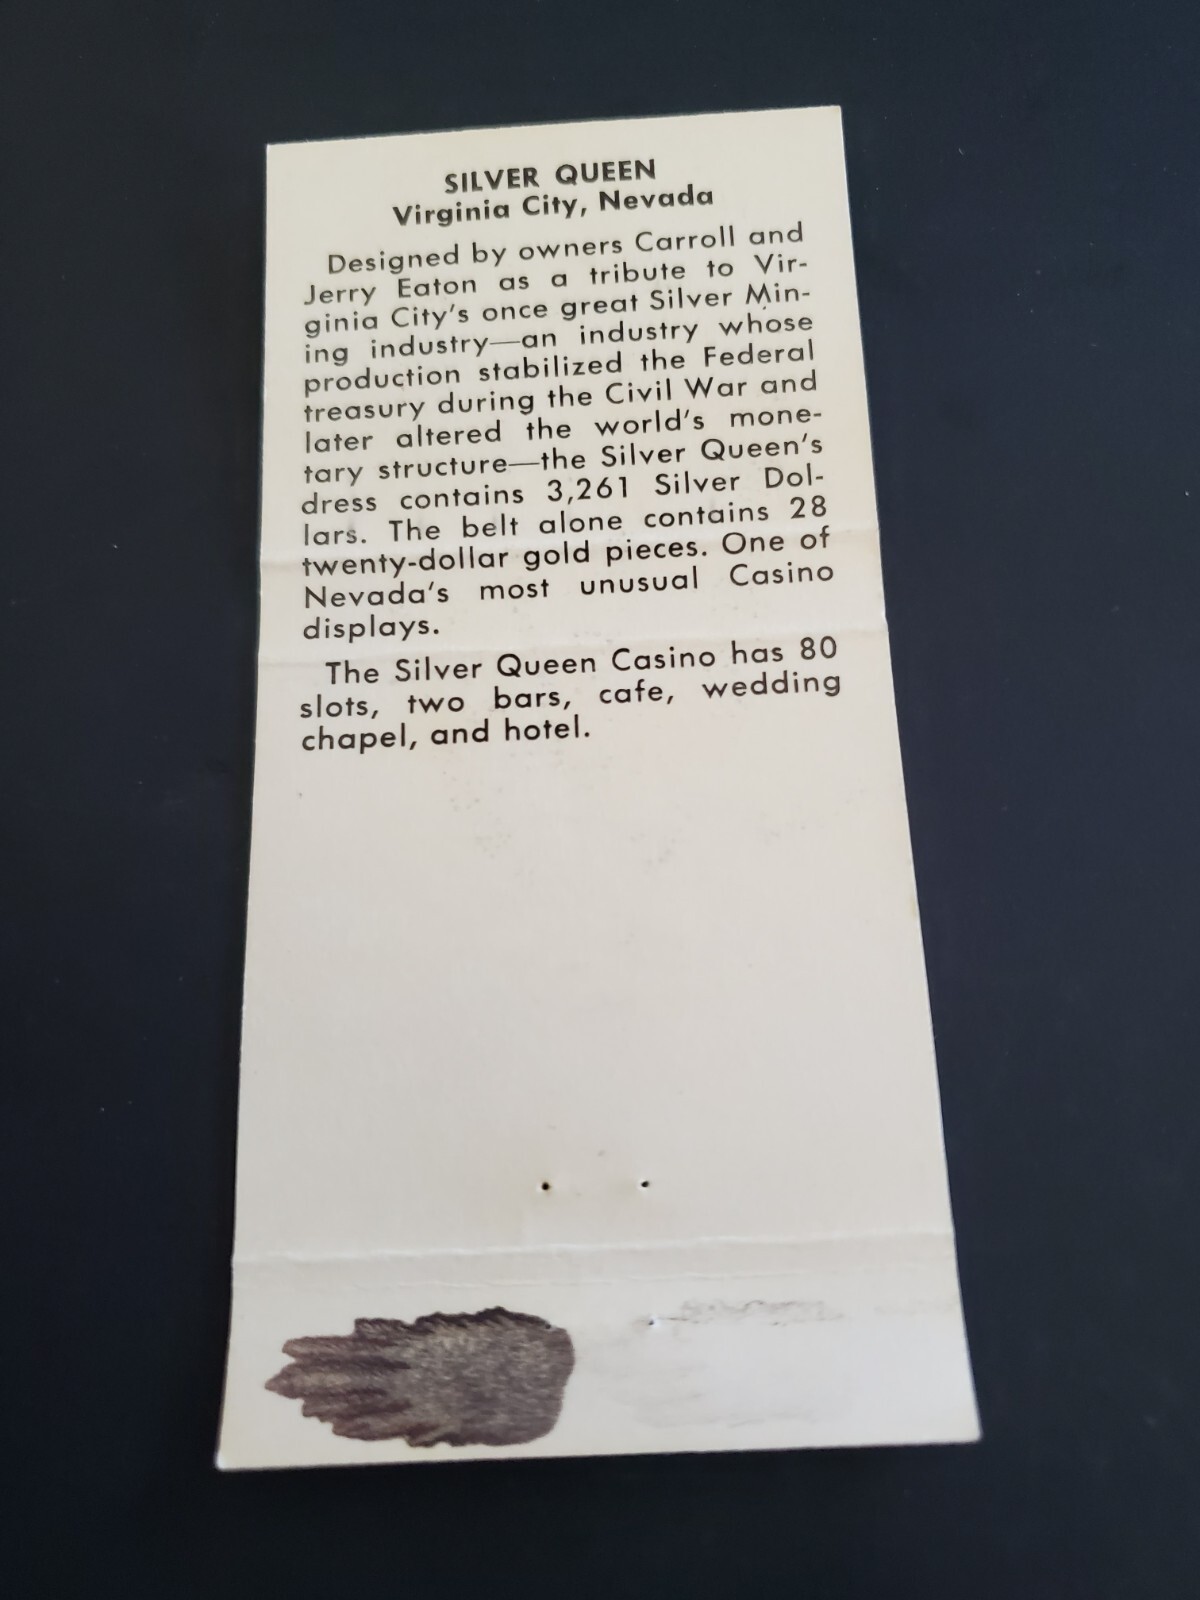 SILVER QUEEN
Virginia City, Nevada
Designed by owners Carroll and
Jerry Eaton as a tribute to Vir-
ginia City's once great Silver Min-
ing industry—an industry whose
production stabilized the Federal
treasury during the Civil War and
later altered the world's mone-
tary structure—the Silver Queen's
dress contains 3,261 Silver Dol-
lars. The belt alone contains 28
twenty-dollar gold pieces. One of
Nevada's most unusual Casino
displays.
The Silver Queen Casino has 80
slots, two bars, cafe, wedding
chapel, and hotel.